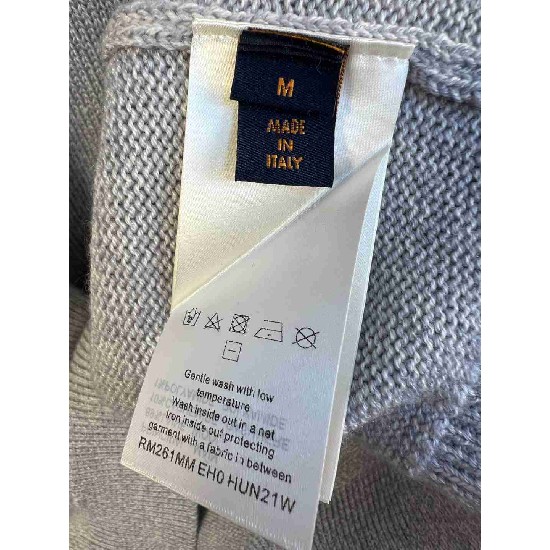 M
MADE
IN
ITALY
Gentle wash with low
temperature
Wash inside out in a net
Iron inside out protecting
garment with a fabric in between
RM261MM EH0 HUN21W